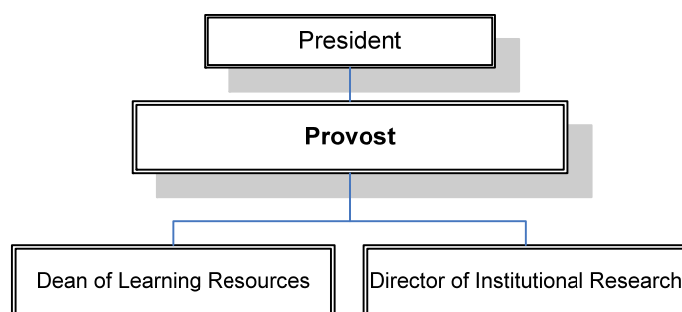 President
Provost
Dean of Learning Resources
Director of Institutional Research